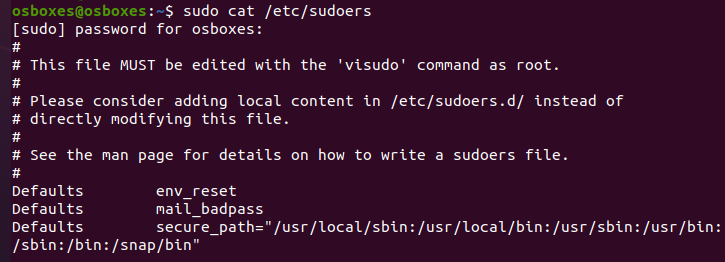 osboxes@osboxes:~$ sudo cat /etc/sudoers
[sudo] password for osboxes:
#
# This file MUST be edited with the 'visudo' command as root.
#
# Please consider adding local content in /etc/sudoers.d/ instead of
# directly modifying this file.
#
# See the man page for details on how to write a sudoers file.
#
Defaults        env_reset
Defaults        mail_badpass
Defaults        secure_path="/usr/local/sbin:/usr/local/bin:/usr/sbin:/usr/bin:
/sbin:/bin:/snap/bin"